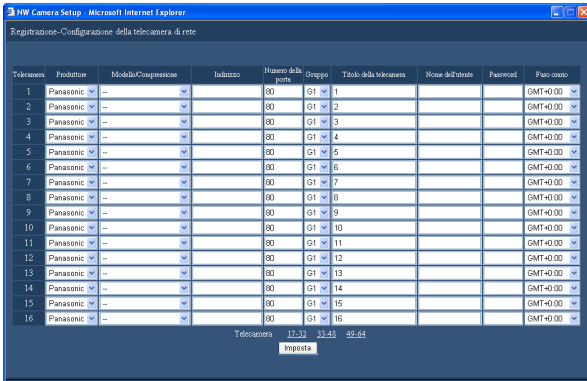 NW Camera Setup - Microsoft Internet Explorer
Registrazione-Configurazione della telecamera di rete
Telecamera Produttore Modello/Compressione Indirizzo Numero della porta Gruppo Titolo della telecamera Nome dell'utente Password Fuso orario
1 Panasonic -- 80 G1 1 GMT+0:00
2 Panasonic -- 80 G1 2 GMT+0:00
3 Panasonic -- 80 G1 3 GMT+0:00
4 Panasonic -- 80 G1 4 GMT+0:00
5 Panasonic -- 80 G1 5 GMT+0:00
6 Panasonic -- 80 G1 6 GMT+0:00
7 Panasonic -- 80 G1 7 GMT+0:00
8 Panasonic -- 80 G1 8 GMT+0:00
9 Panasonic -- 80 G1 9 GMT+0:00
10 Panasonic -- 80 G1 10 GMT+0:00
11 Panasonic -- 80 G1 11 GMT+0:00
12 Panasonic -- 80 G1 12 GMT+0:00
13 Panasonic -- 80 G1 13 GMT+0:00
14 Panasonic -- 80 G1 14 GMT+0:00
15 Panasonic -- 80 G1 15 GMT+0:00
16 Panasonic -- 80 G1 16 GMT+0:00
Telecamera 17-32 33-48 49-64
Imposta